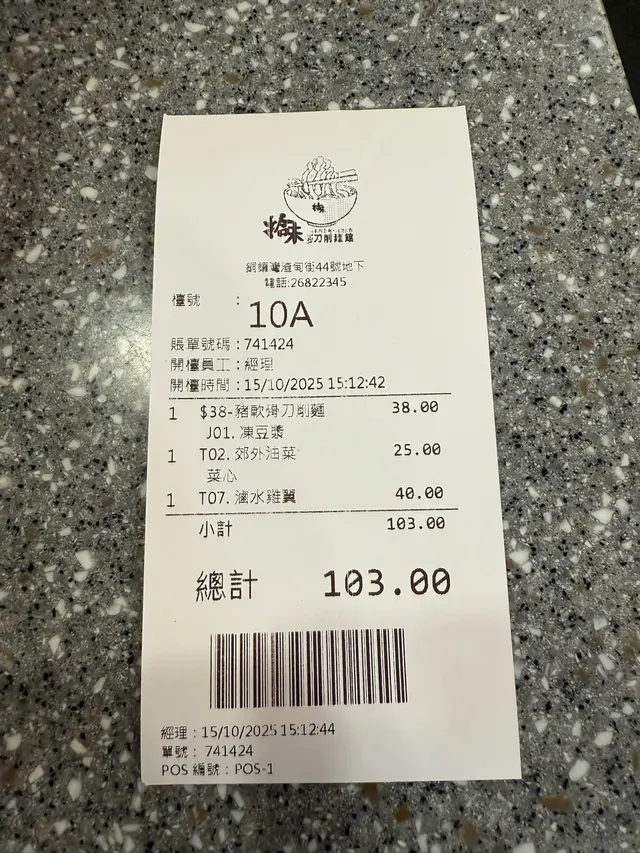 刀削麵館
銅鑼灣渣甸街44號地下
電話:26822345
檯號 : 10A
賬單號碼 : 741424
開檯員工 : 經理
開檯時間 : 15/10/2025 15:12:42
1 $38-豬軟骨刀削麵 38.00
J01. 凍豆漿
1 T02. 郊外油菜 25.00
菜心
1 T07. 滷水雞翼 40.00
小計 103.00
總計 103.00
經理 : 15/10/2025 15:12:44
單號 : 741424
POS 編號 : POS-1